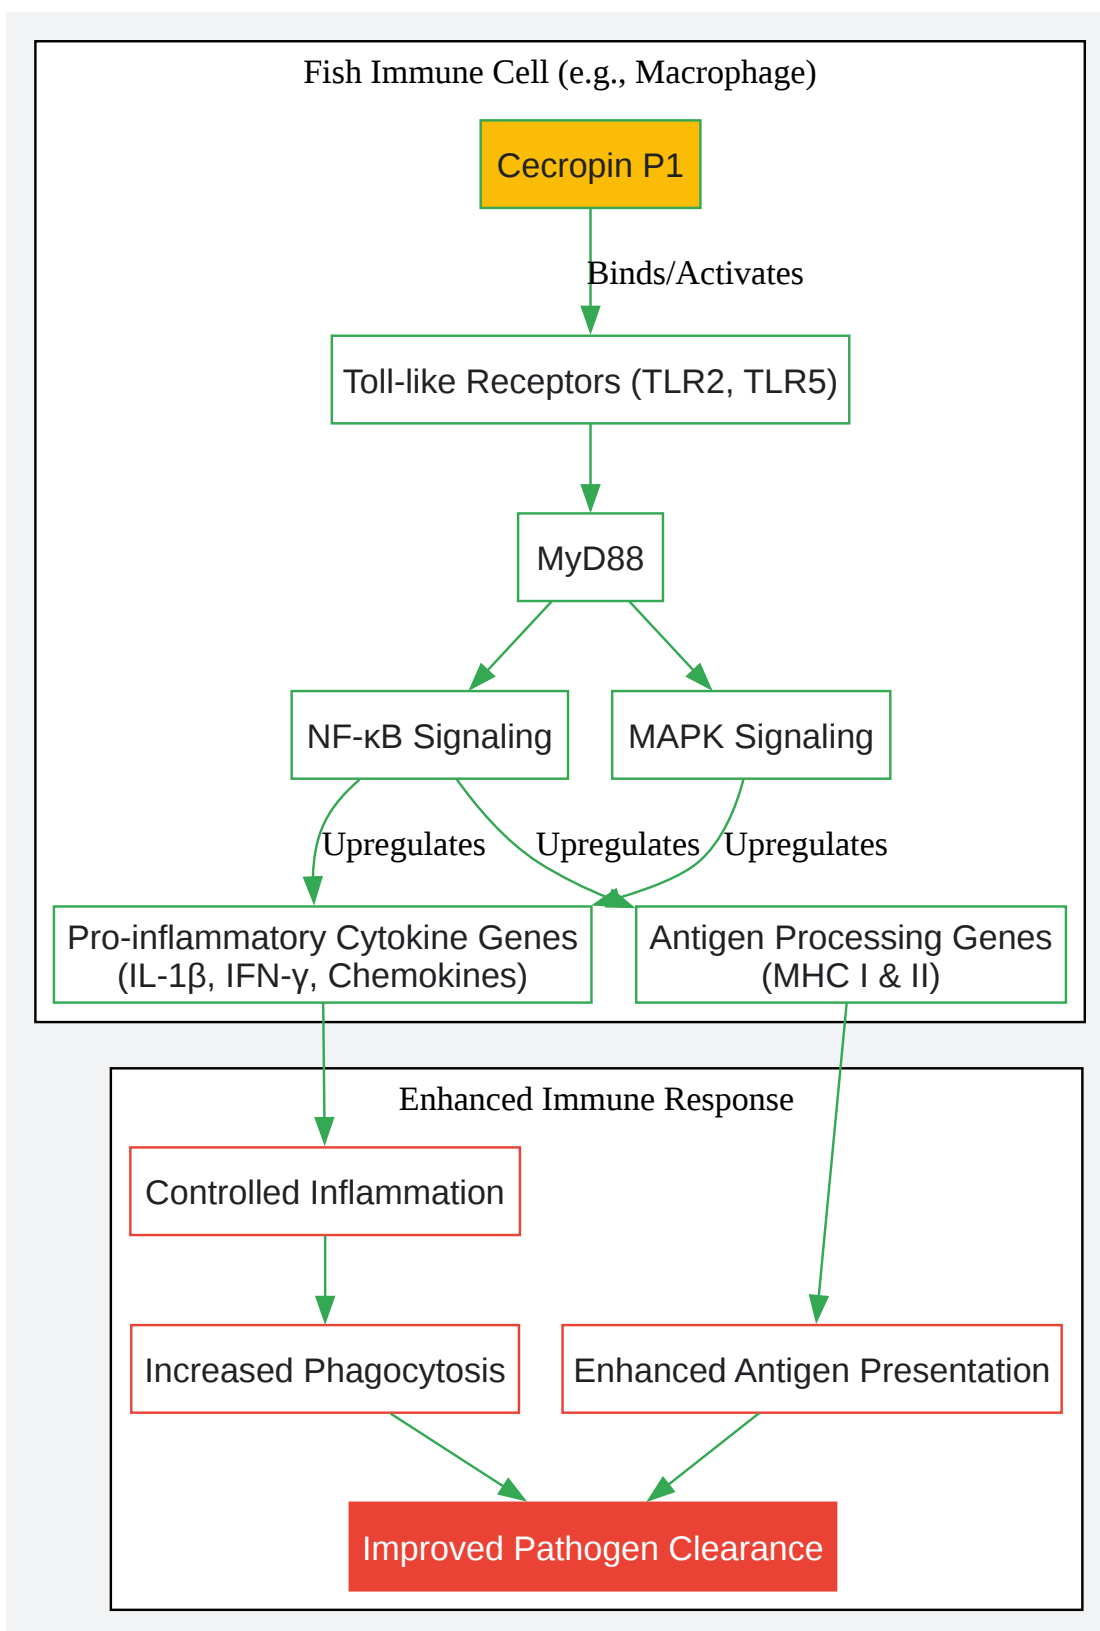 Fish Immune Cell (e.g., Macrophage)
Cecropin P1
Binds/Activates
Toll-like Receptors (TLR2, TLR5)
MyD88
NF-κB Signaling
MAPK Signaling
Upregulates
Upregulates
Upregulates
Pro-inflammatory Cytokine Genes
(IL-1β, IFN-γ, Chemokines)
Antigen Processing Genes
(MHC I & II)
Enhanced Immune Response
Controlled Inflammation
Increased Phagocytosis
Enhanced Antigen Presentation
Improved Pathogen Clearance